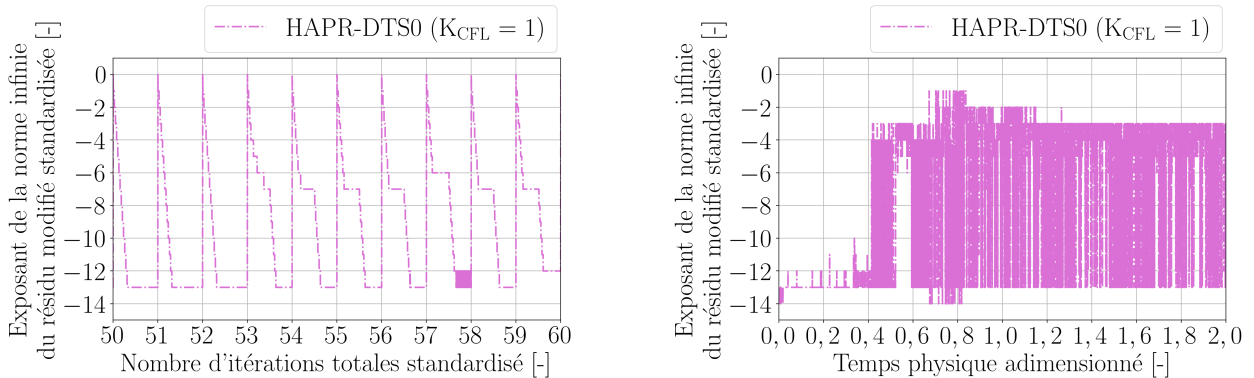 HAPR-DTS0 (K_CFL = 1)
Exposant de la norme infinie
du résidu modifié standardisée [-]
0
−2
−4
−6
−8
−10
−12
−14
50 51 52 53 54 55 56 57 58 59 60
Nombre d'itérations totales standardisé [-]
HAPR-DTS0 (K_CFL = 1)
Exposant de la norme infinie
du résidu modifié standardisée [-]
0
−2
−4
−6
−8
−10
−12
−14
0, 0 0, 2 0, 4 0, 6 0, 8 1, 0 1, 2 1, 4 1, 6 1, 8 2, 0
Temps physique adimensionné [-]